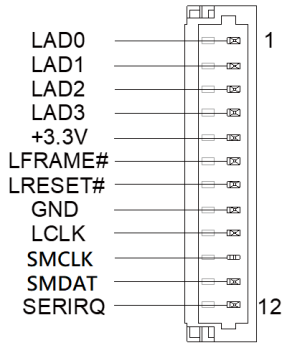 LAD0 1
LAD1
LAD2
LAD3
+3.3V
LFRAME#
LRESET#
GND
LCLK
SMCLK
SMDAT
SERIRQ 12